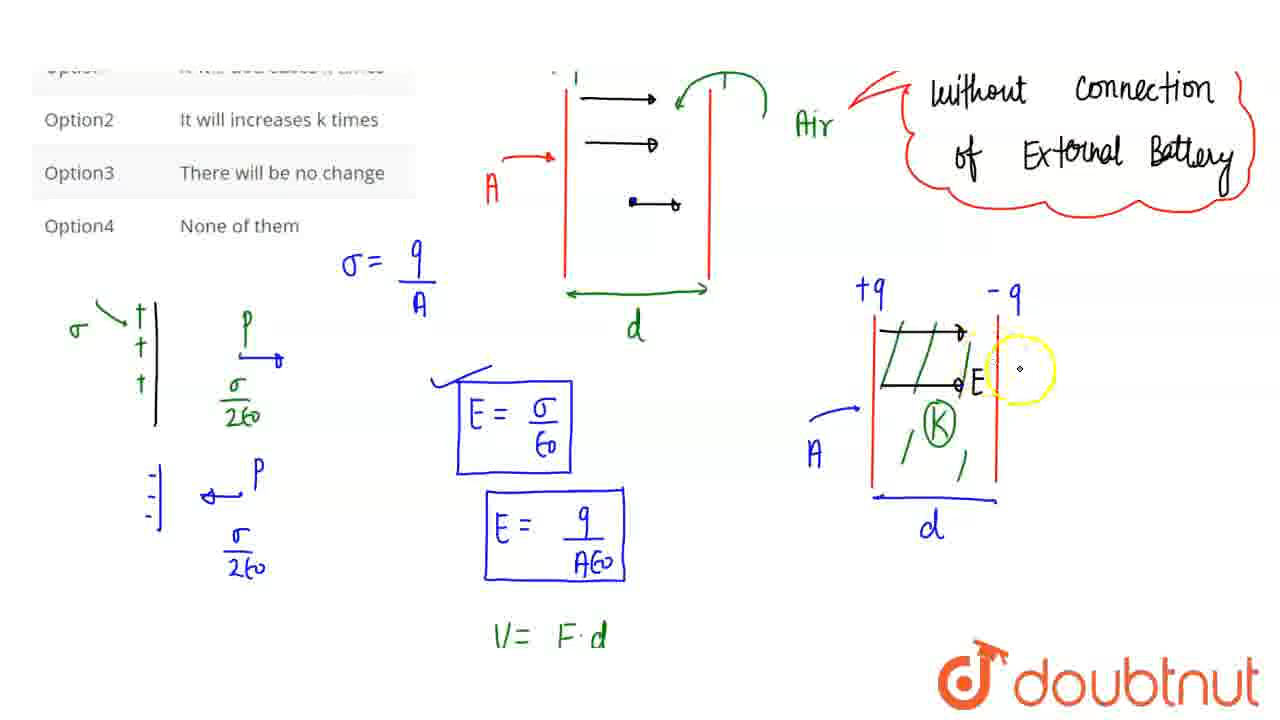 Option2 It will increases k times
Option3 There will be no change
Option4 None of them
without connection
of External Battery
Air
A
d
σ = q/A
σ
+
+
+
P
σ/2ε0
P
σ/2ε0
E = σ/ε0
E = q/Aε0
V = E·d
+q -q
E
K
A
d
doubtnut